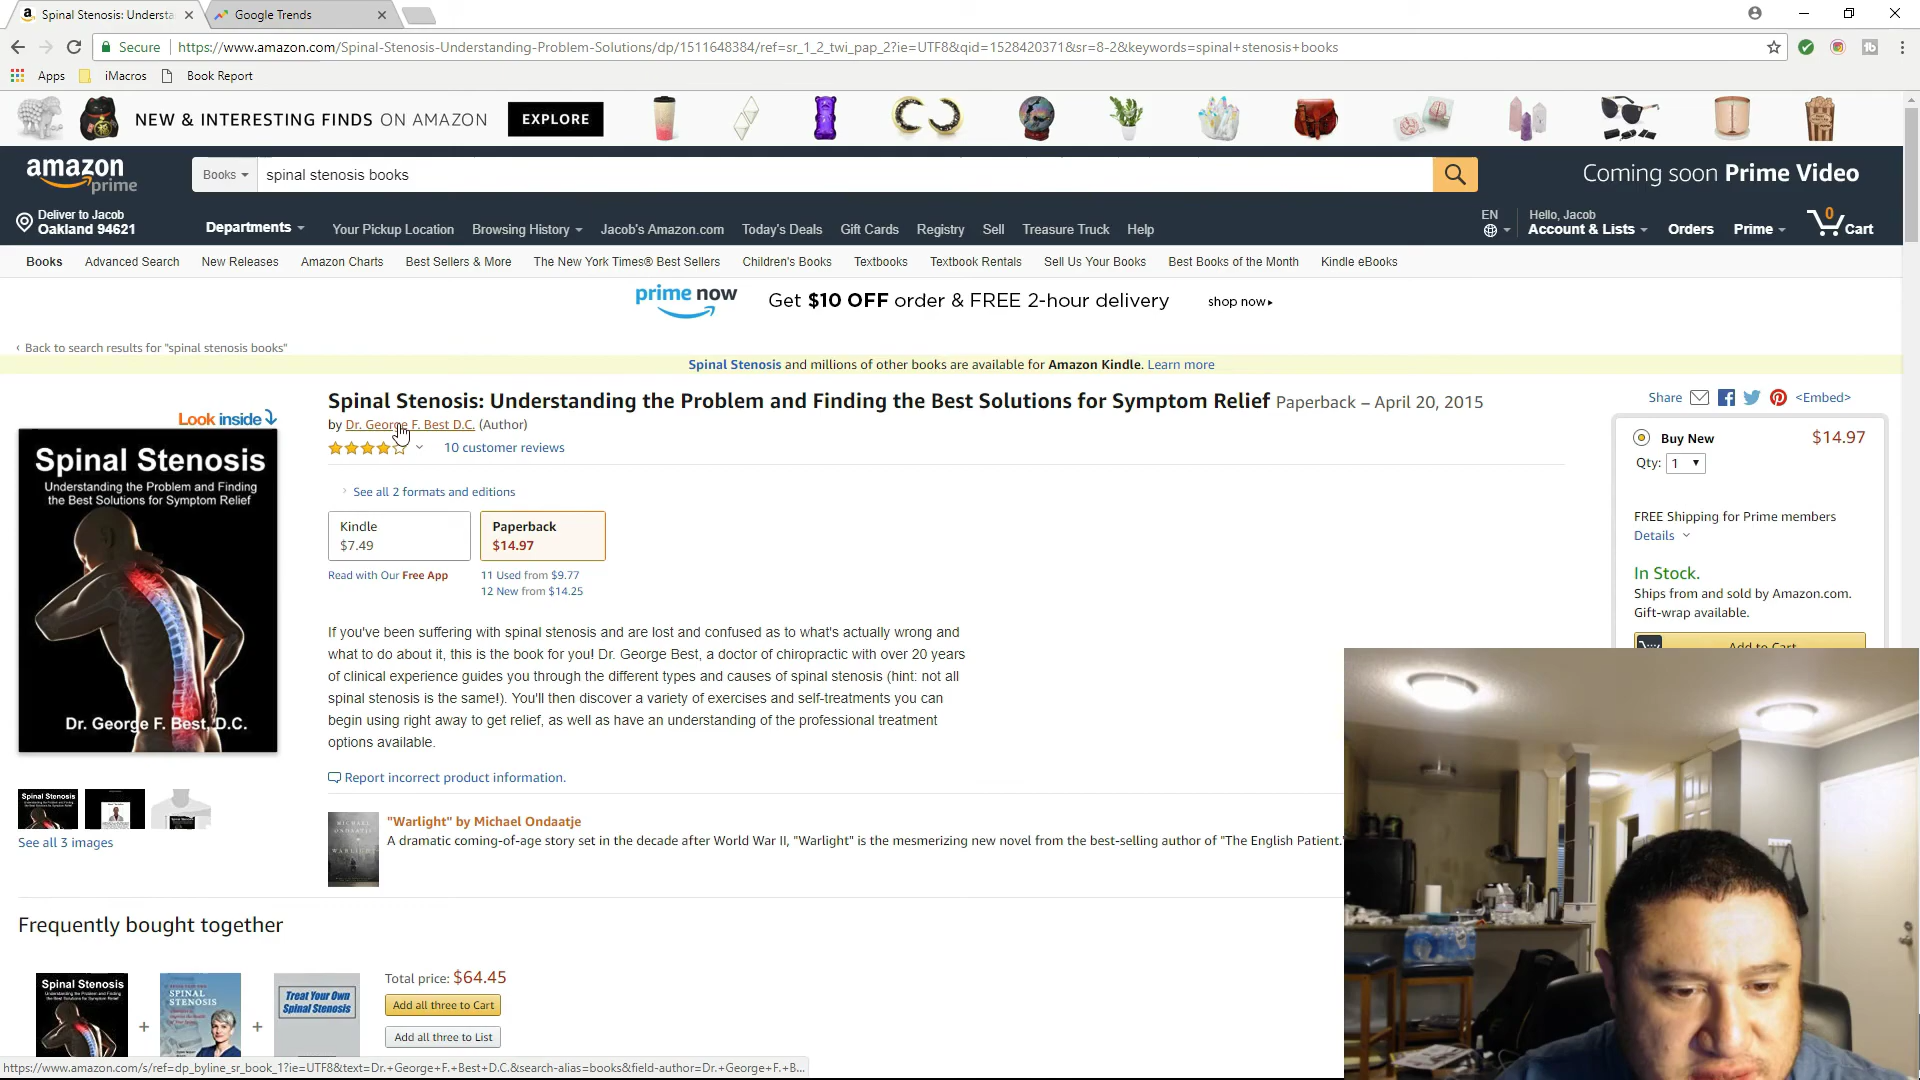 Spinal Stenosis: Understa
Google Trends
Secure
https://www.amazon.com/Spinal-Stenosis-Understanding-Problem-Solutions/dp/1511648384/ref=sr_1_2_twi_pap_2?ie=UTF8&qid=1528420371&sr=8-2&keywords=spinal+stenosis+books
Apps iMacros Book Report
NEW & INTERESTING FINDS ON AMAZON EXPLORE
amazon prime
Books spinal stenosis books
Coming soon Prime Video
Deliver to Jacob
Oakland 94621
Departments Your Pickup Location Browsing History Jacob's Amazon.com Today's Deals Gift Cards Registry Sell Treasure Truck Help
EN Hello, Jacob
Account & Lists Orders Prime 0 Cart
Books Advanced Search New Releases Amazon Charts Best Sellers & More The New York Times® Best Sellers Children's Books Textbooks Textbook Rentals Sell Us Your Books Best Books of the Month Kindle eBooks
prime now Get $10 OFF order & FREE 2-hour delivery shop now
‹ Back to search results for "spinal stenosis books"
Spinal Stenosis and millions of other books are available for Amazon Kindle. Learn more
Look inside
Spinal Stenosis
Understanding the Problem and Finding
the Best Solutions for Symptom Relief
Dr. George F. Best, D.C.
Spinal Stenosis
See all 3 images
Spinal Stenosis: Understanding the Problem and Finding the Best Solutions for Symptom Relief Paperback – April 20, 2015
by Dr. George F. Best D.C. (Author)
10 customer reviews
See all 2 formats and editions
Kindle
$7.49
Paperback
$14.97
Read with Our Free App
11 Used from $9.77
12 New from $14.25
If you've been suffering with spinal stenosis and are lost and confused as to what's actually wrong and
what to do about it, this is the book for you! Dr. George Best, a doctor of chiropractic with over 20 years
of clinical experience guides you through the different types and causes of spinal stenosis (hint: not all
spinal stenosis is the same!). You'll then discover a variety of exercises and self-treatments you can
begin using right away to get relief, as well as have an understanding of the professional treatment
options available.
Report incorrect product information.
"Warlight" by Michael Ondaatje
A dramatic coming-of-age story set in the decade after World War II, "Warlight" is the mesmerizing new novel from the best-selling author of "The English Patient."
Share <Embed>
Buy New $14.97
Qty: 1
FREE Shipping for Prime members
Details
In Stock.
Ships from and sold by Amazon.com.
Gift-wrap available.
Add to Cart
Frequently bought together
Spinal Stenosis
+
SPINAL
STENOSIS
+
Treat Your Own
Spinal Stenosis
Total price: $64.45
Add all three to Cart
Add all three to List
https://www.amazon.com/s/ref=dp_byline_sr_book_1?ie=UTF8&text=Dr.+George+F.+Best+D.C.&search-alias=books&field-author=Dr.+George+F.+B...